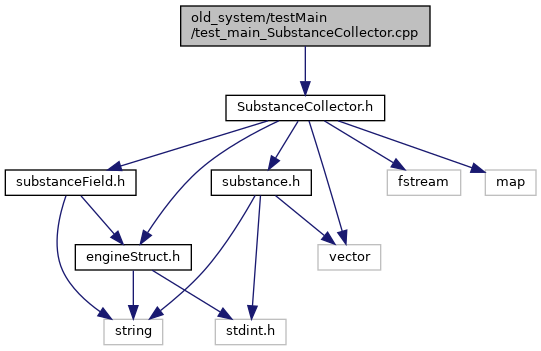 old_system/testMain
/test_main_SubstanceCollector.cpp
SubstanceCollector.h
substanceField.h
substance.h
fstream
map
engineStruct.h
vector
string
stdint.h